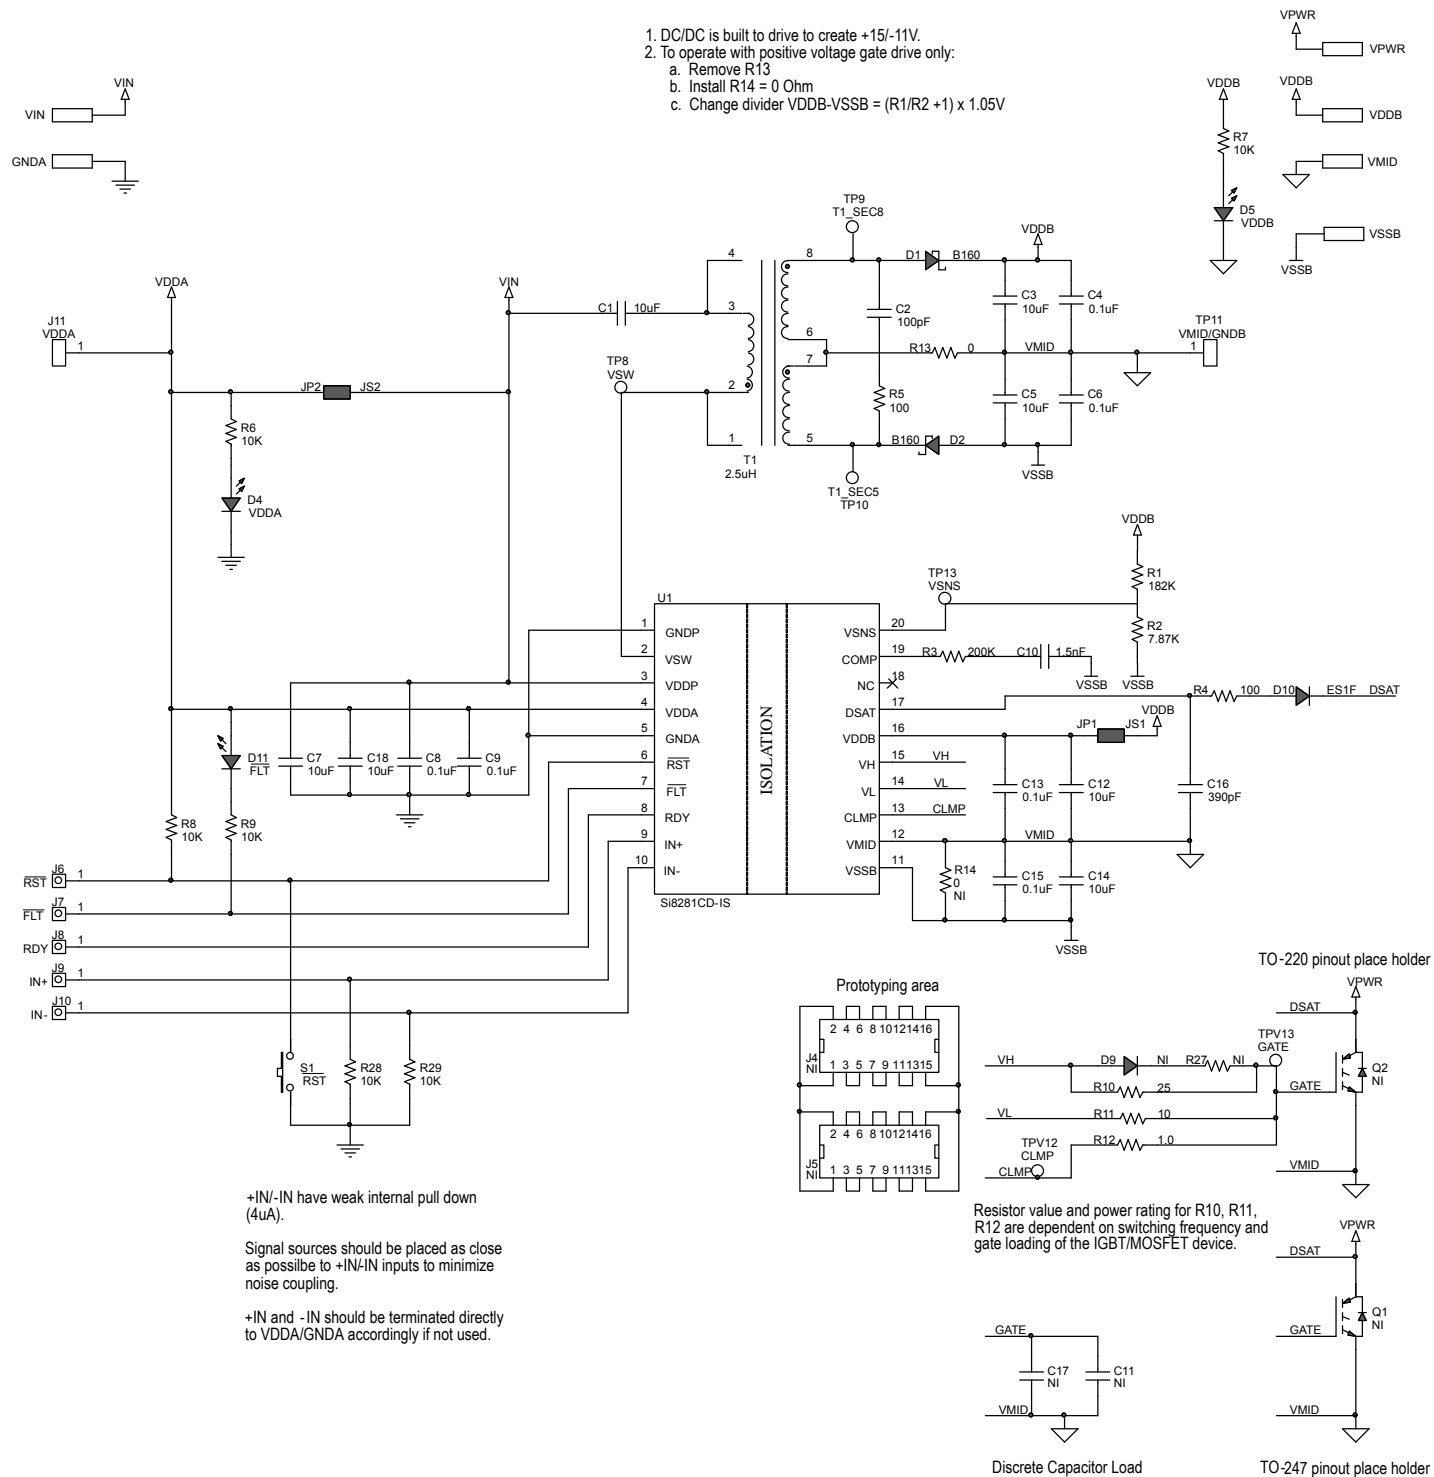 1. DC/DC is built to drive to create +15/-11V.
2. To operate with positive voltage gate drive only:
a. Remove R13
b. Install R14 = 0 Ohm
c. Change divider VDDB-VSSB = (R1/R2 +1) x 1.05V
VIN
VIN
GNDA
VPWR
VPWR
VDDB
VDDB
VDDB
VMID
VSSB
VSSB
R7
10K
D5
VDDB
VDDA
VIN
J11
VDDA
1
JP2
JS2
R6
10K
D4
VDDA
C1
10uF
TP8
VSW
4
3
2
1
T1
2.5uH
8
6
7
5
TP9
T1_SEC8
T1_SEC5
TP10
D1
B160
C2
100pF
R5
100
R13
0
B160
D2
VDDB
C3
10uF
C4
0.1uF
VMID
C5
10uF
C6
0.1uF
VSSB
TP11
VMID/GNDB
1
U1
1 GNDP
2 VSW
3 VDDP
4 VDDA
5 GNDA
6 RST
7 FLT
8 RDY
9 IN+
10 IN-
ISOLATION
Si8281CD-IS
VSNS 20
COMP 19
NC 18
DSAT 17
VDDB 16
VH 15
VL 14
CLMP 13
VMID 12
VSSB 11
TP13
VSNS
VDDB
R1
182K
R2
7.87K
VSSB
R3
200K
C10
1.5nF
VSSB
R4
100
D10
ES1F
DSAT
JP1
JS1
VDDB
VH
VL
CLMP
C13
0.1uF
C12
10uF
C16
390pF
VMID
R14
0
NI
C15
0.1uF
C14
10uF
VSSB
D11
FLT
C7
10uF
C18
10uF
C8
0.1uF
C9
0.1uF
R8
10K
R9
10K
RST
J6
1
FLT
J7
1
RDY
J8
1
IN+
J9
1
IN-
J10
1
S1
RST
R28
10K
R29
10K
+IN/-IN have weak internal pull down
(4uA).
Signal sources should be placed as close
as possilbe to +IN/-IN inputs to minimize
noise coupling.
+IN and -IN should be terminated directly
to VDDA/GNDA accordingly if not used.
Prototyping area
2 4 6 8 10 12 14 16
J4
NI
1 3 5 7 9 11 13 15
2 4 6 8 10 12 14 16
J5
NI
1 3 5 7 9 11 13 15
VH
D9
NI
R27
NI
R10
25
VL
R11
10
TPV12
CLMP
CLMP
R12
1.0
TPV13
GATE
GATE
TO-220 pinout place holder
VPWR
DSAT
Q2
NI
VMID
Resistor value and power rating for R10, R11,
R12 are dependent on switching frequency and
gate loading of the IGBT/MOSFET device.
VPWR
DSAT
GATE
Q1
NI
VMID
TO-247 pinout place holder
GATE
C17
NI
C11
NI
VMID
Discrete Capacitor Load